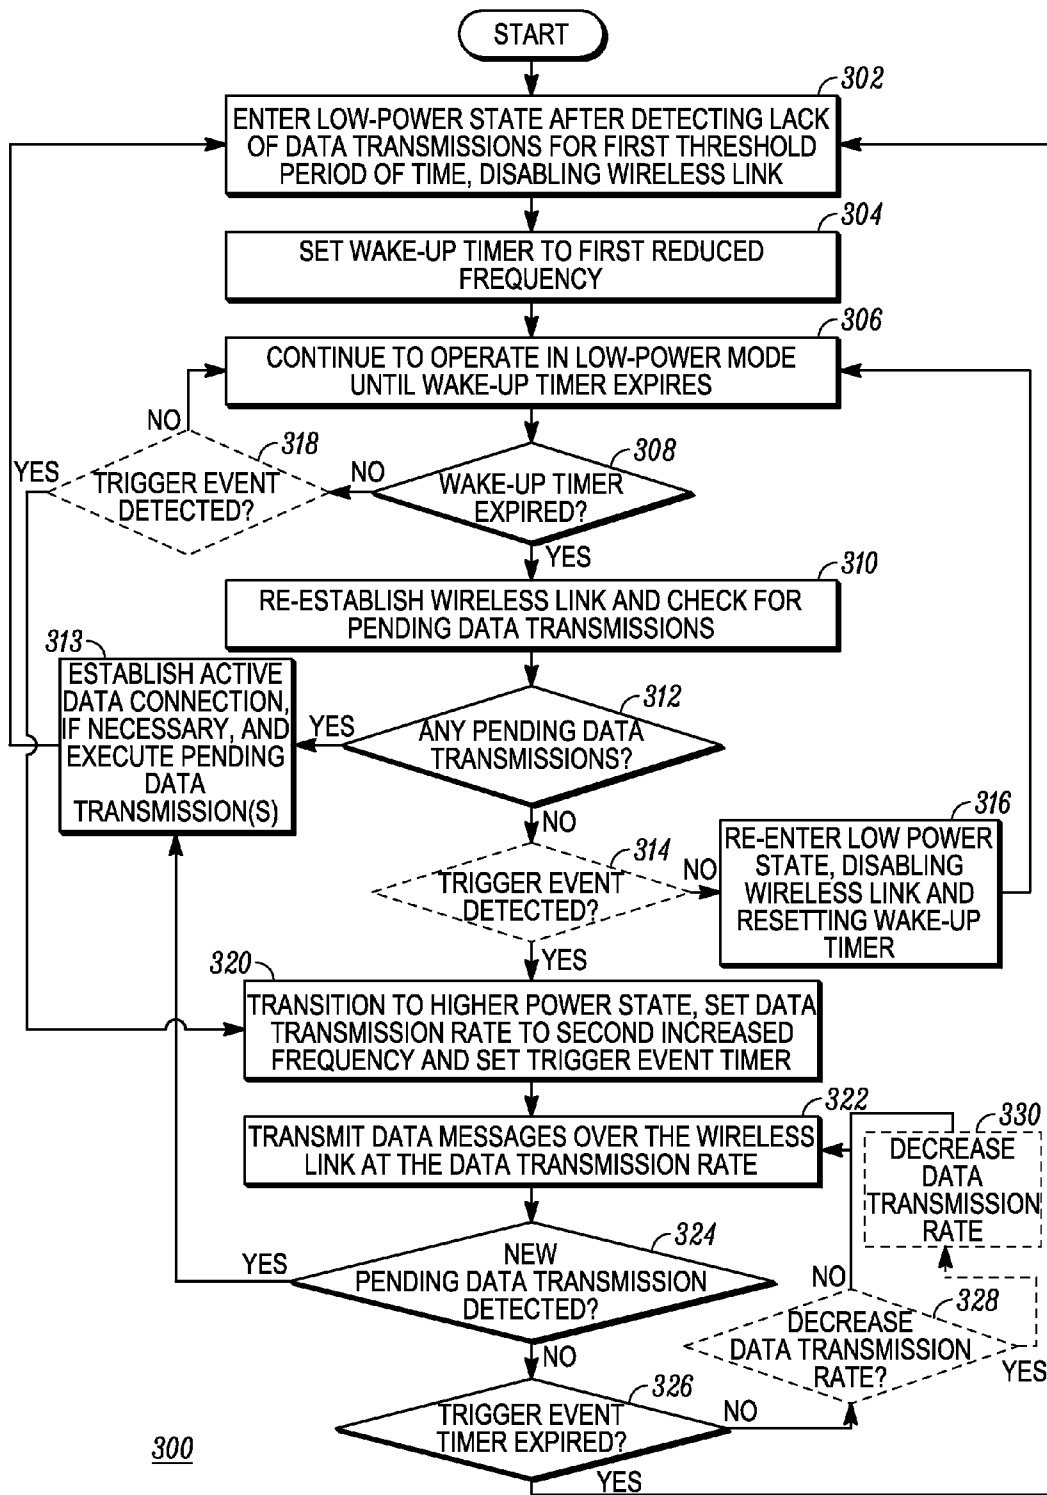 START
302
ENTER LOW-POWER STATE AFTER DETECTING LACK
OF DATA TRANSMISSIONS FOR FIRST THRESHOLD
PERIOD OF TIME, DISABLING WIRELESS LINK
304
SET WAKE-UP TIMER TO FIRST REDUCED
FREQUENCY
306
CONTINUE TO OPERATE IN LOW-POWER MODE
UNTIL WAKE-UP TIMER EXPIRES
NO
318
YES
TRIGGER EVENT
DETECTED?
NO
308
WAKE-UP TIMER
EXPIRED?
YES
310
RE-ESTABLISH WIRELESS LINK AND CHECK FOR
PENDING DATA TRANSMISSIONS
313
ESTABLISH ACTIVE
DATA CONNECTION,
IF NECESSARY, AND
EXECUTE PENDING
DATA
TRANSMISSION(S)
YES
312
ANY PENDING DATA
TRANSMISSIONS?
NO
314
TRIGGER EVENT
DETECTED?
NO
316
RE-ENTER LOW POWER
STATE, DISABLING
WIRELESS LINK AND
RESETTING WAKE-UP
TIMER
YES
320
TRANSITION TO HIGHER POWER STATE, SET DATA
TRANSMISSION RATE TO SECOND INCREASED
FREQUENCY AND SET TRIGGER EVENT TIMER
322
TRANSMIT DATA MESSAGES OVER THE WIRELESS
LINK AT THE DATA TRANSMISSION RATE
330
DECREASE
DATA
TRANSMISSION
RATE
YES
324
NEW
PENDING DATA TRANSMISSION
DETECTED?
NO
328
DECREASE
DATA TRANSMISSION
RATE?
YES
NO
326
TRIGGER EVENT
TIMER EXPIRED?
NO
YES
300